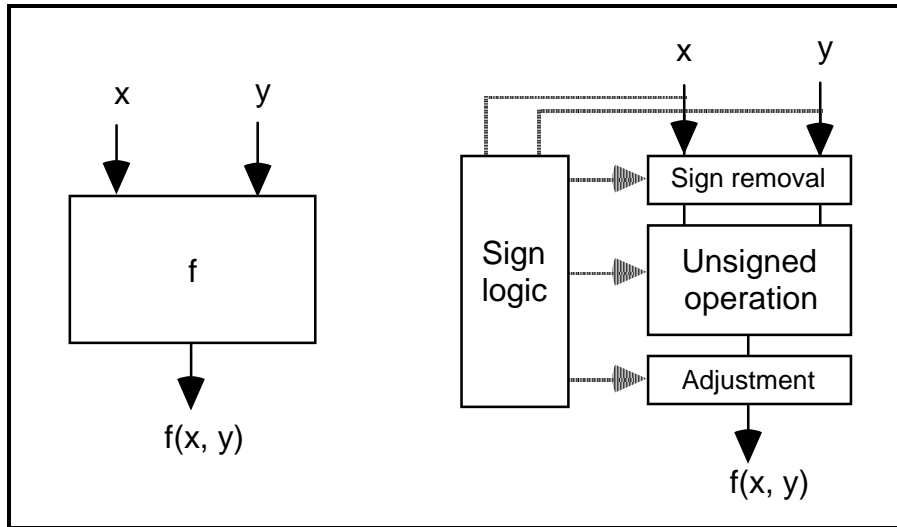 x
y
f
f(x, y)
x
y
Sign removal
Sign
logic
Unsigned
operation
Adjustment
f(x, y)